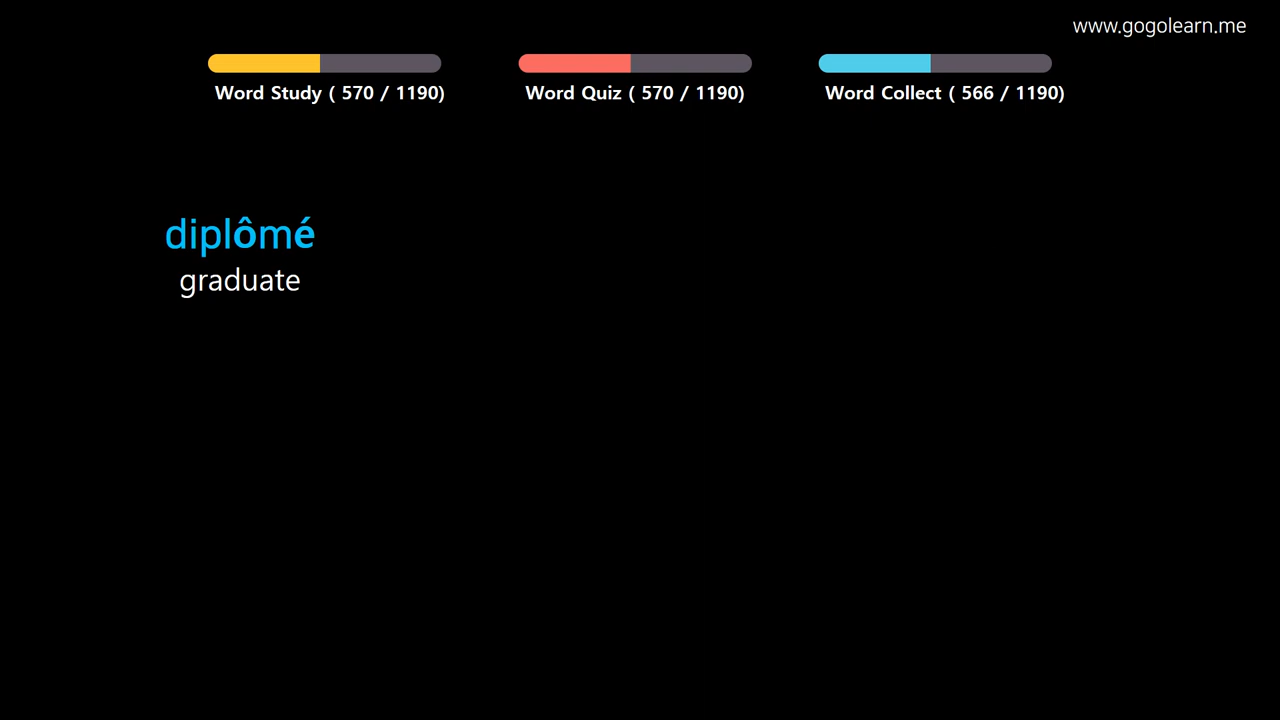 www.gogolearn.me
Word Study ( 570 / 1190)
Word Quiz ( 570 / 1190)
Word Collect ( 566 / 1190)
diplômé
graduate